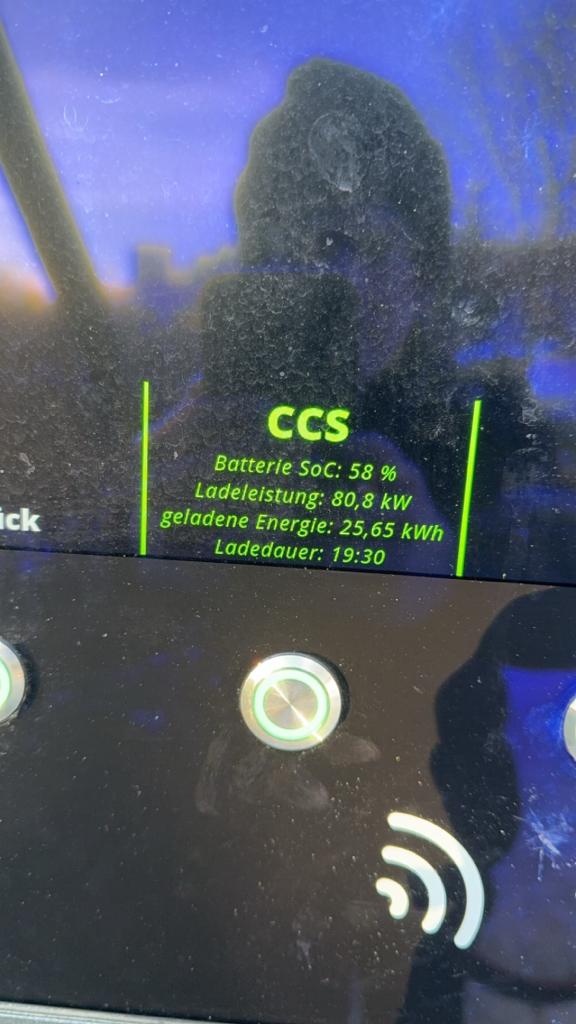 CCS
Batterie SoC: 58 %
Ladeleistung: 80,8 kW
geladene Energie: 25,65 kWh
Ladedauer: 19:30